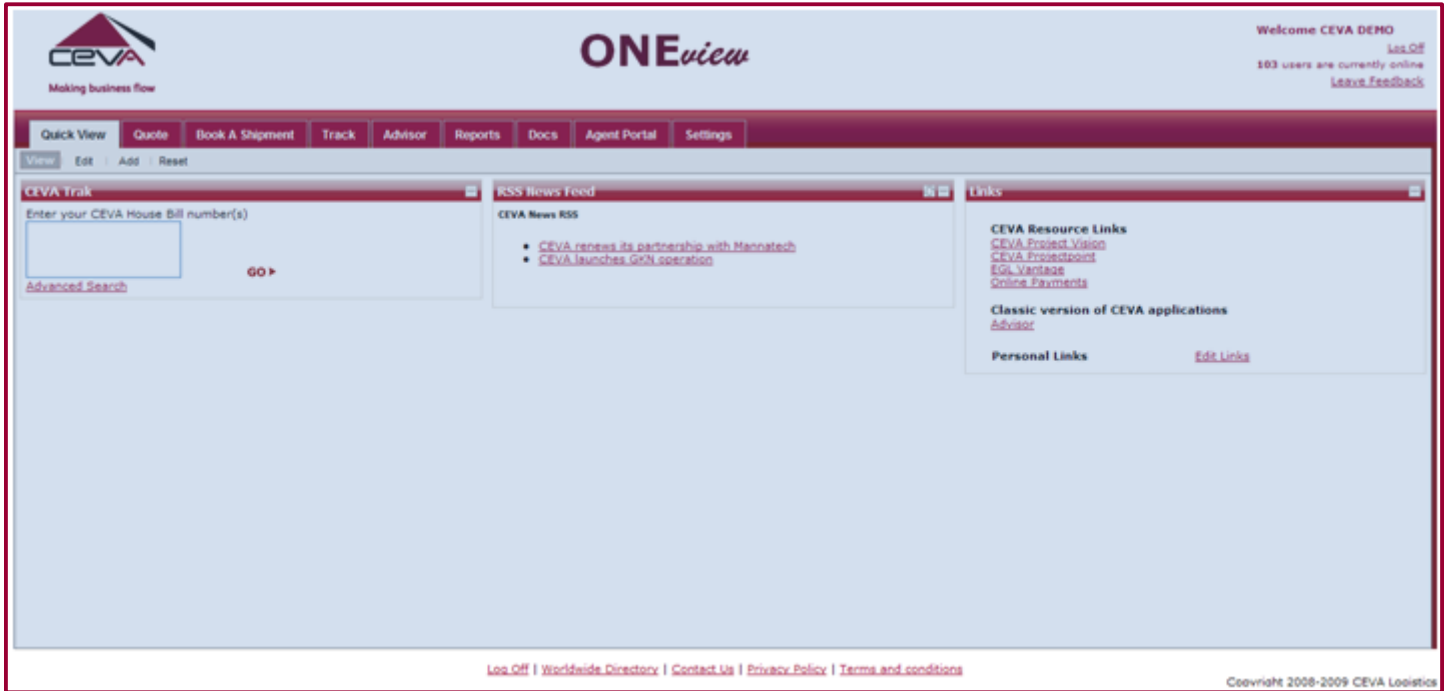 CEVA
Making business flow
ONEview
Welcome CEVA DEMO
Log Off
103 users are currently online
Leave Feedback
Quick View Quote Book A Shipment Track Advisor Reports Docs Agent Portal Settings
View Edit | Add | Reset
CEVA Trak
Enter your CEVA House Bill number(s)
GO
Advanced Search
RSS News Feed
CEVA News RSS
CEVA renews its partnership with Mannatech
CEVA launches GKN operation
Links
CEVA Resource Links
CEVA Project Vision
CEVA Projectpoint
EGL Vantage
Online Payments
Classic version of CEVA applications
Advisor
Personal Links Edit Links
Log Off | Worldwide Directory | Contact Us | Privacy Policy | Terms and conditions
Copyright 2008-2009 CEVA Logistics